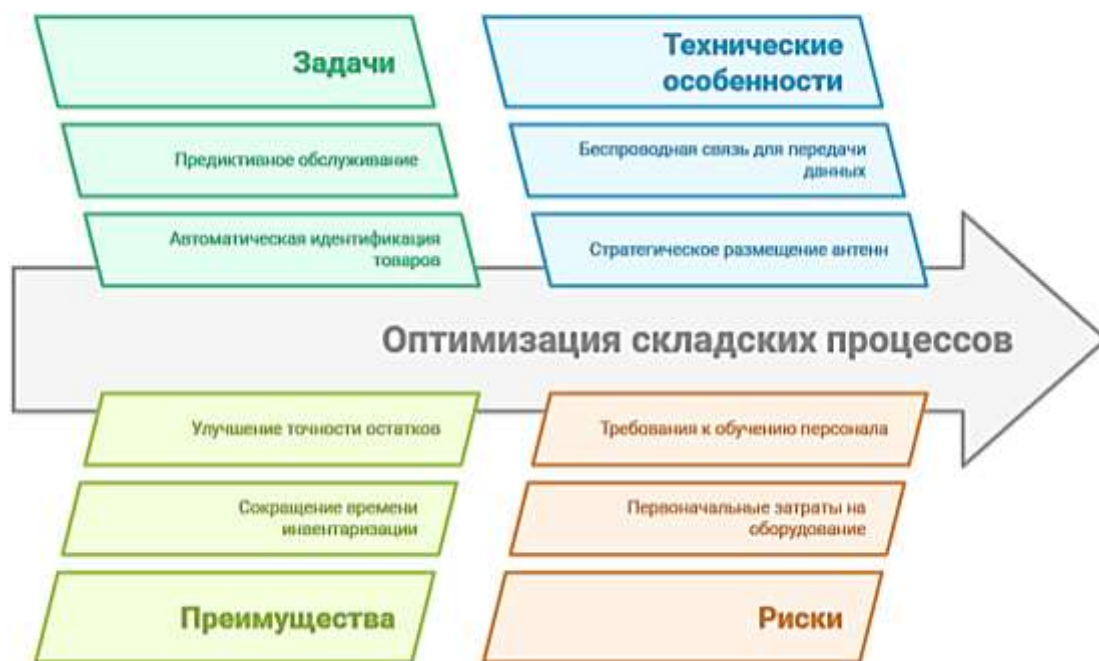 Задачи
Технические
особенности
Предиктивное обслуживание
Беспроводная связь для передачи
данных
Автоматическая идентификация
товаров
Стратегическое размещение антенн
Оптимизация складских процессов
Улучшение точности остатков
Требования к обучению персонала
Сокращение времени
инвентаризации
Первоначальные затраты на
оборудование
Преимущества
Риски